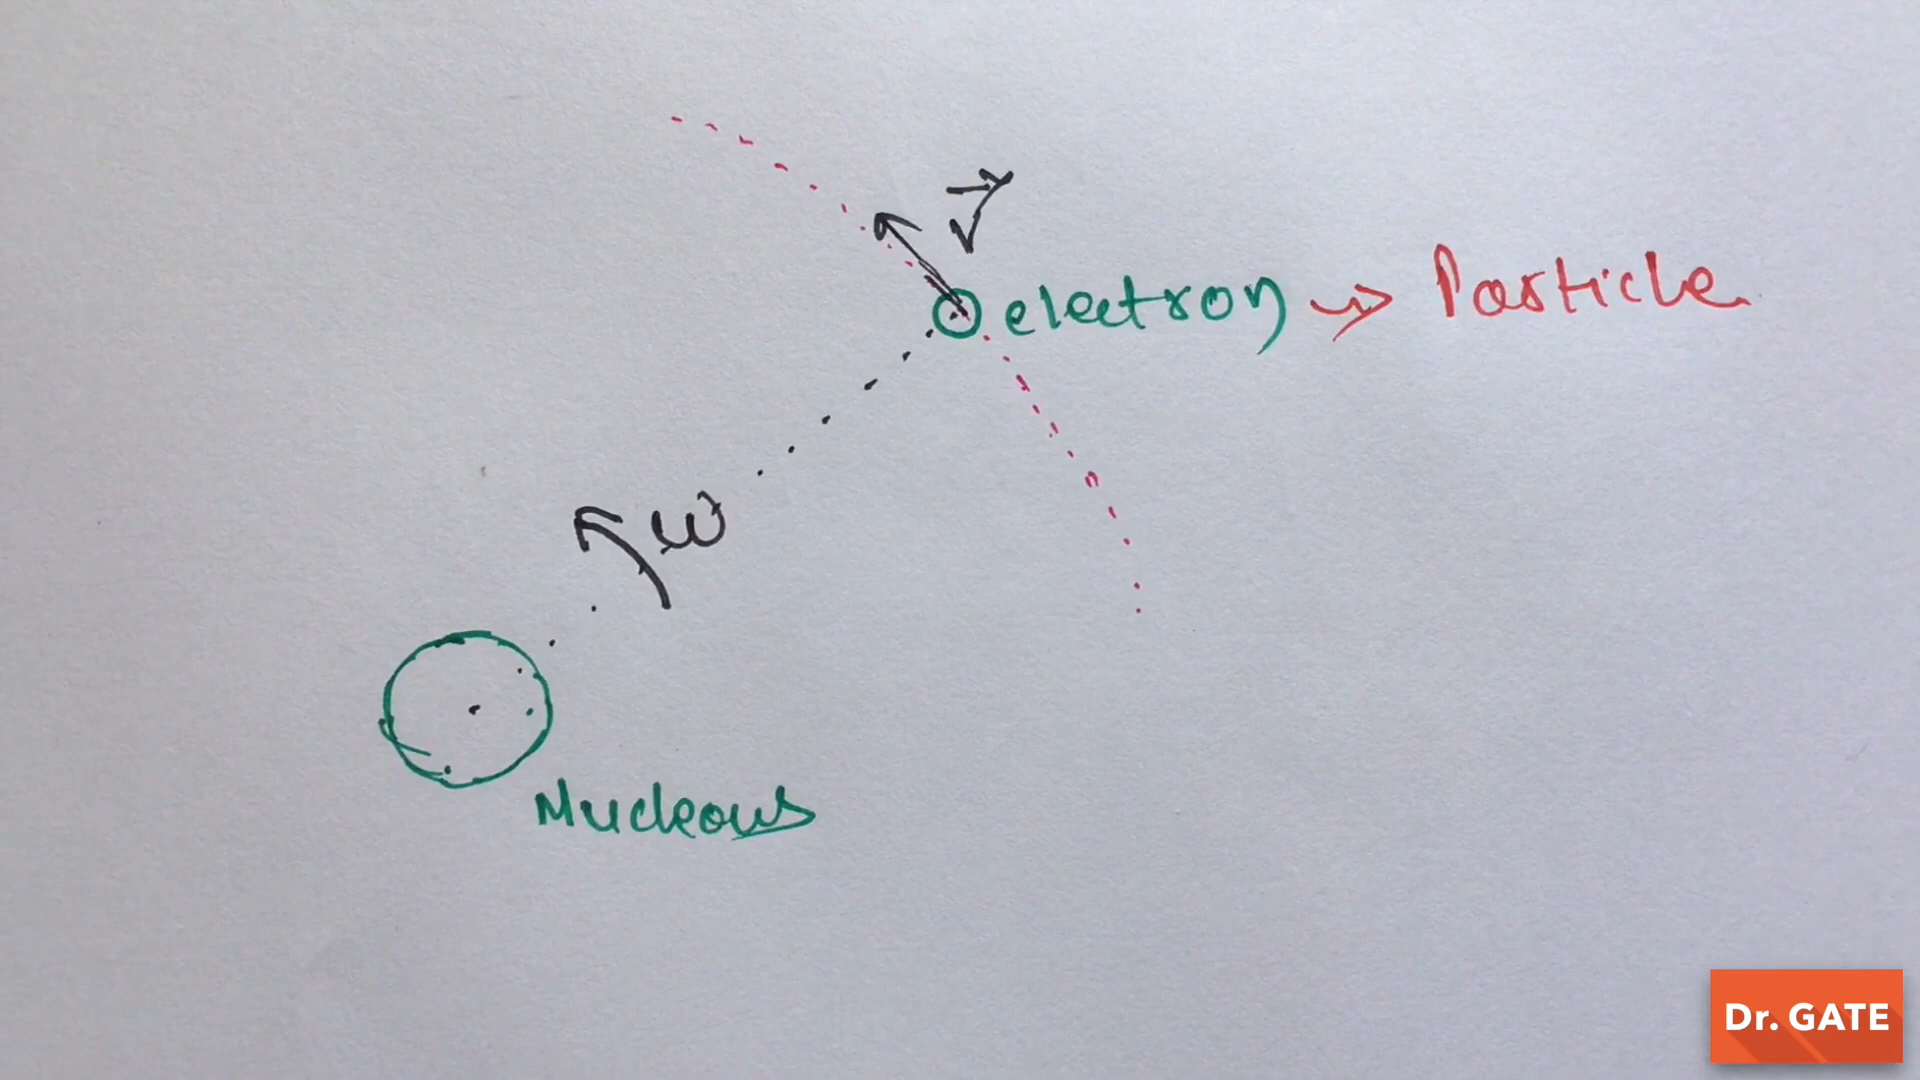 V
electron → Particle
ω
Nucleous
Dr. GATE